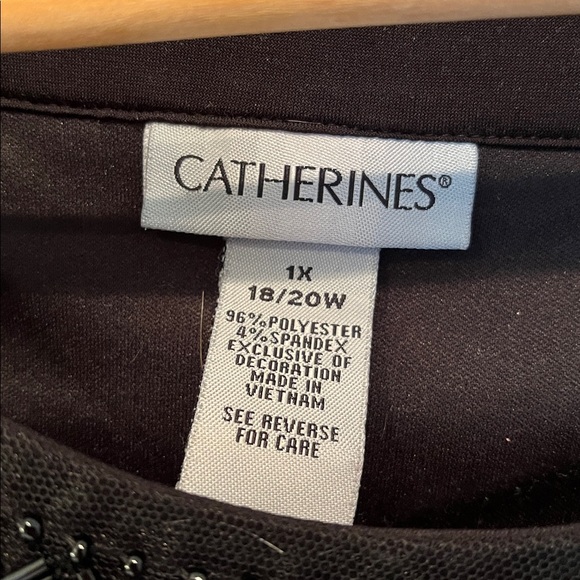 CATHERINES®
1X
18/20W
96% POLYESTER
4% SPANDEX
EXCLUSIVE OF
DECORATION
MADE IN
VIETNAM
SEE REVERSE
FOR CARE